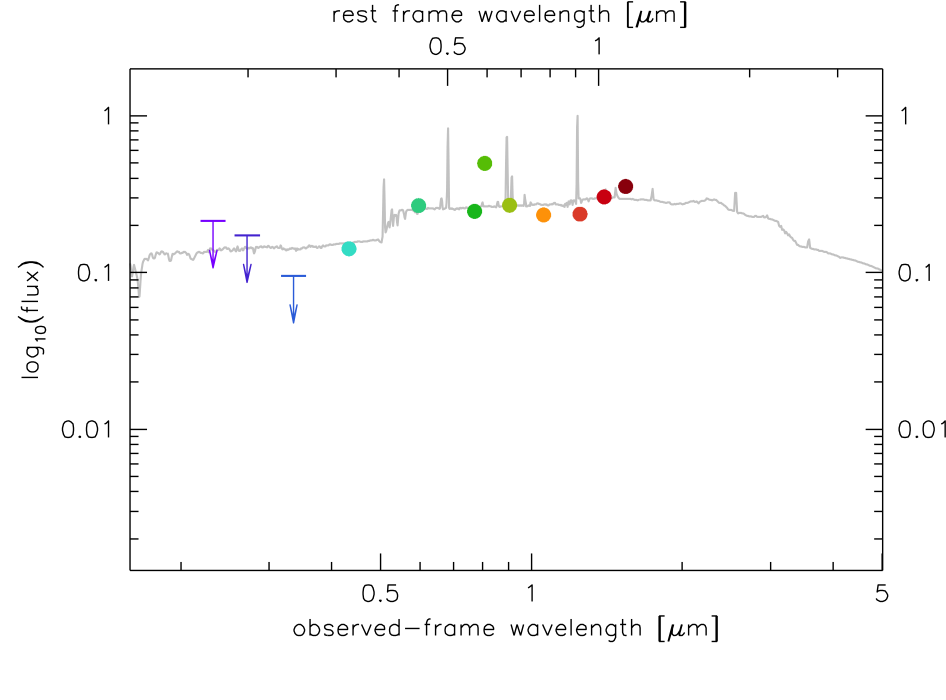 rest frame wavelength [μm]
0.5 1
1 1
0.1 0.1
log10(flux)
0.01 0.01
0.5 1 5
observed-frame wavelength [μm]